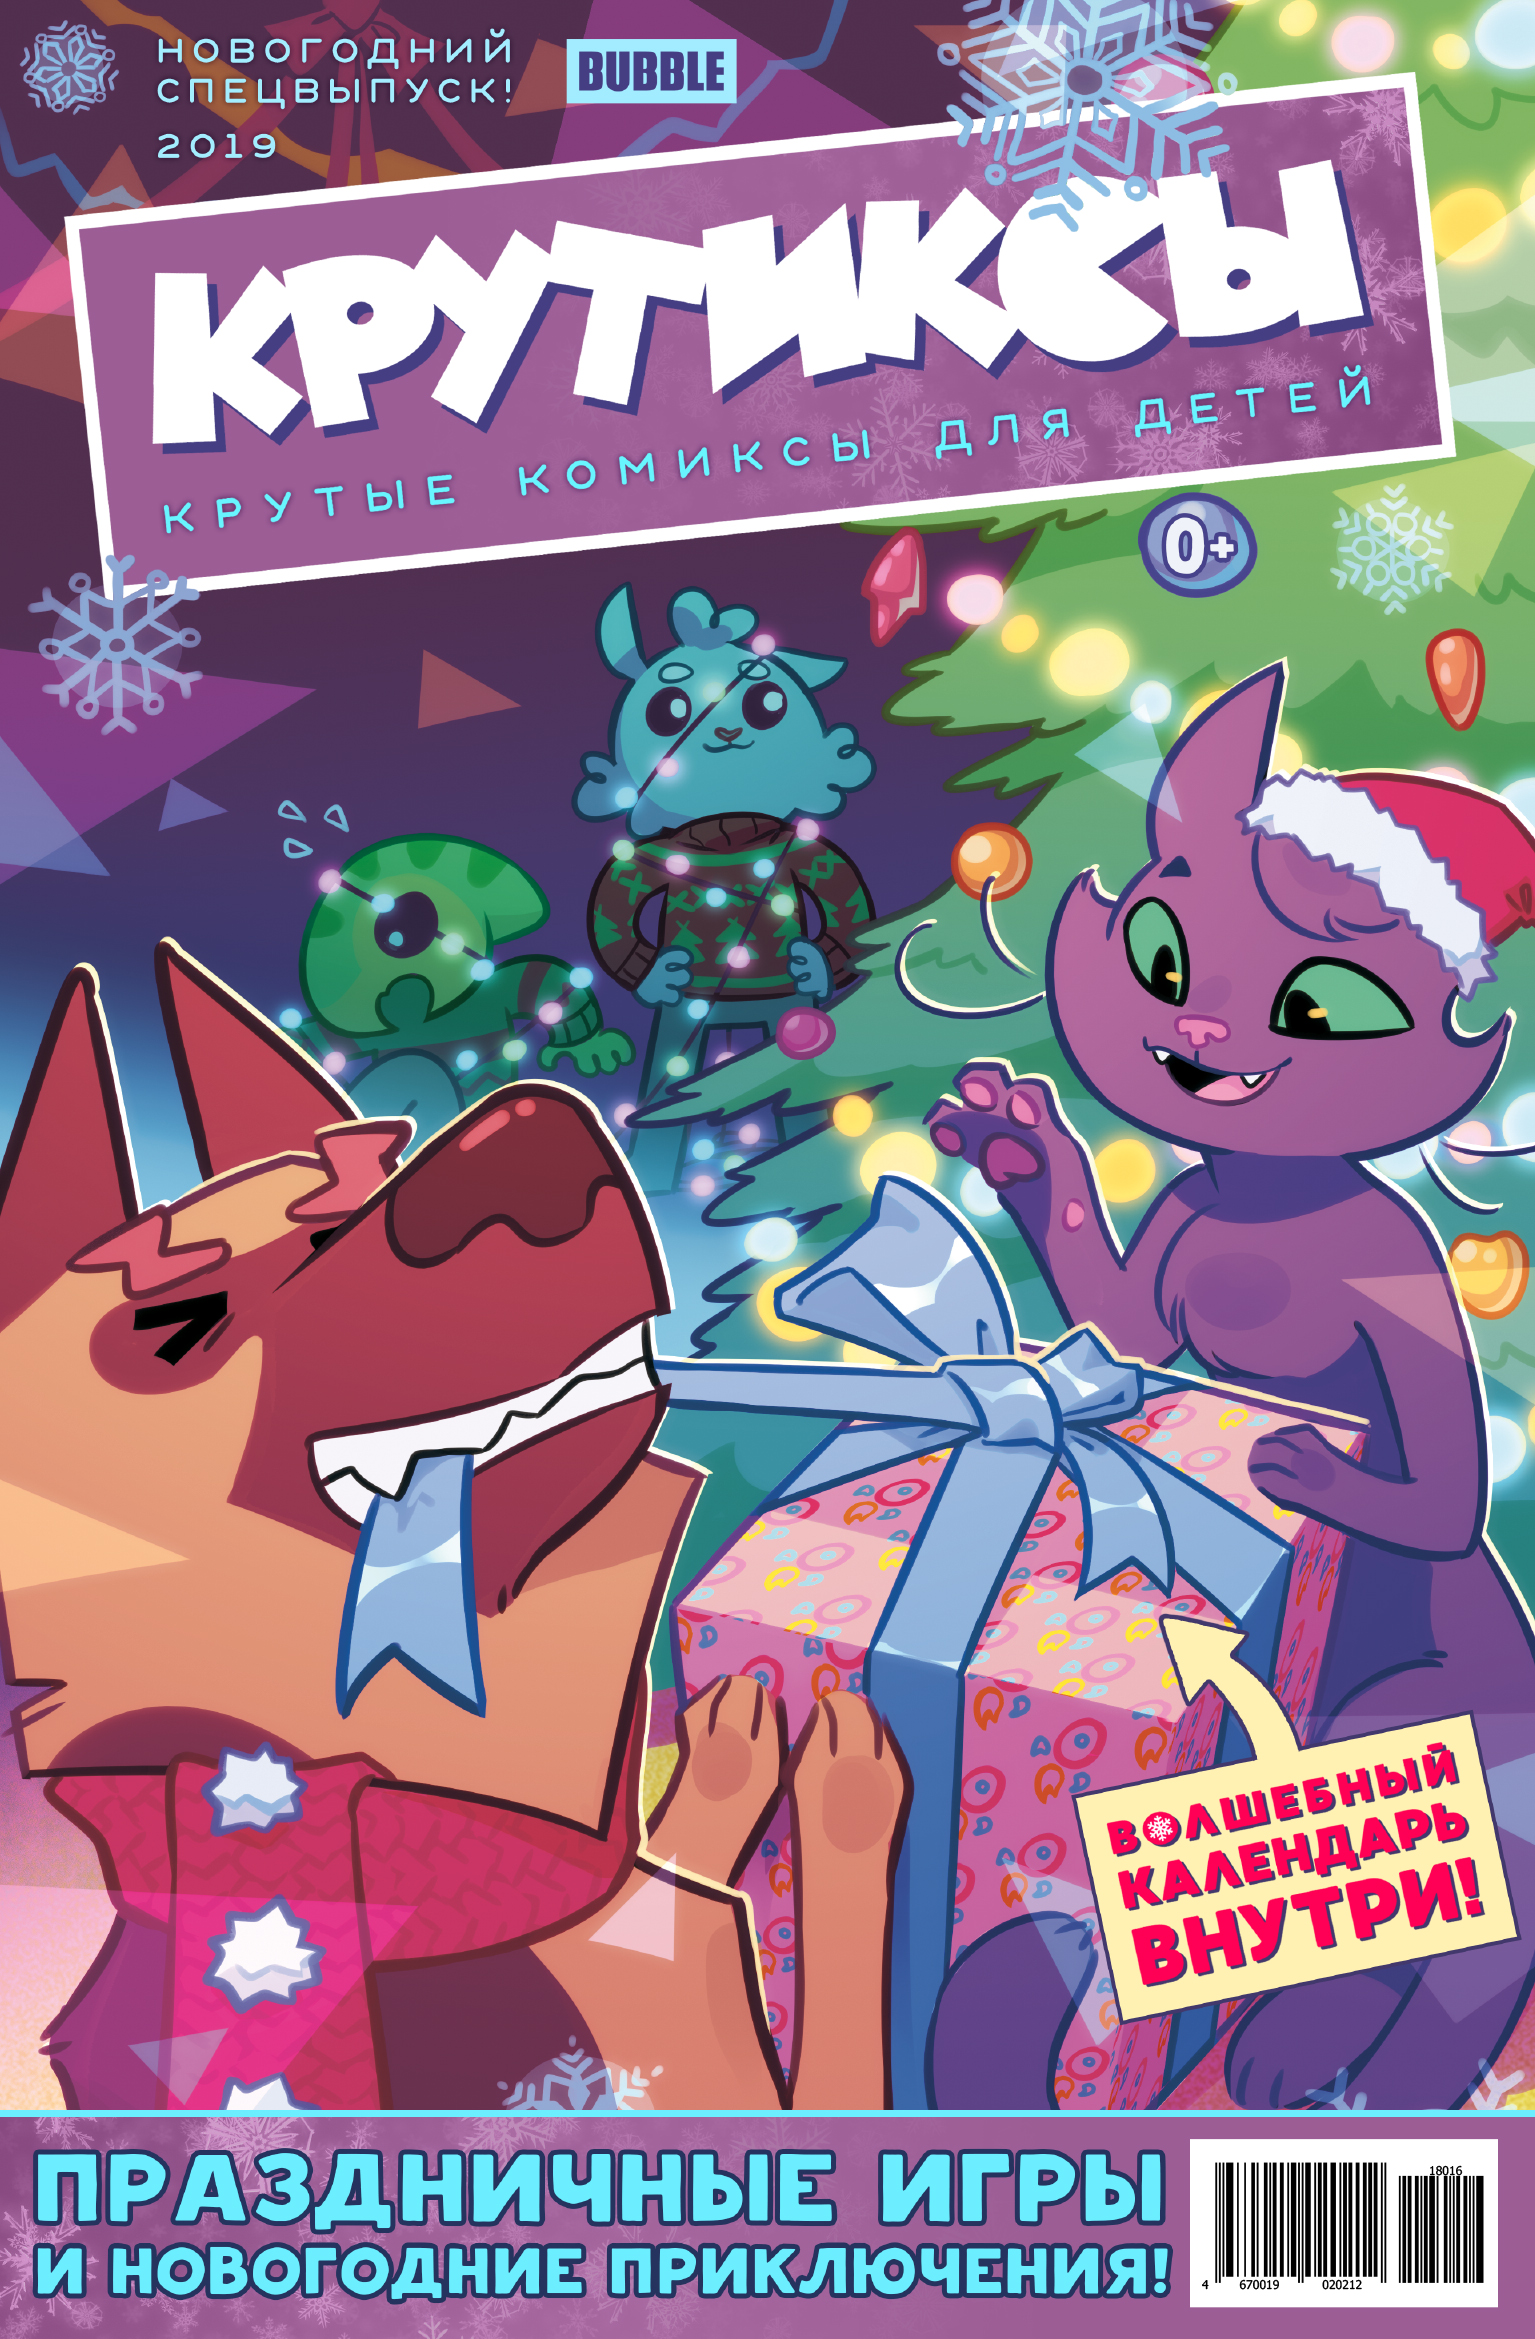 НОВОГОДНИЙ
СПЕЦВЫПУСК!
2019
BUBBLE
КРУТИКСЫ
КРУТЫЕ КОМИКСЫ ДЛЯ ДЕТЕЙ
0+
ВОЛШЕБНЫЙ
КАЛЕНДАРЬ
ВНУТРИ!
ПРАЗДНИЧНЫЕ ИГРЫ
И НОВОГОДНИЕ ПРИКЛЮЧЕНИЯ!
18016
4 670019 020212